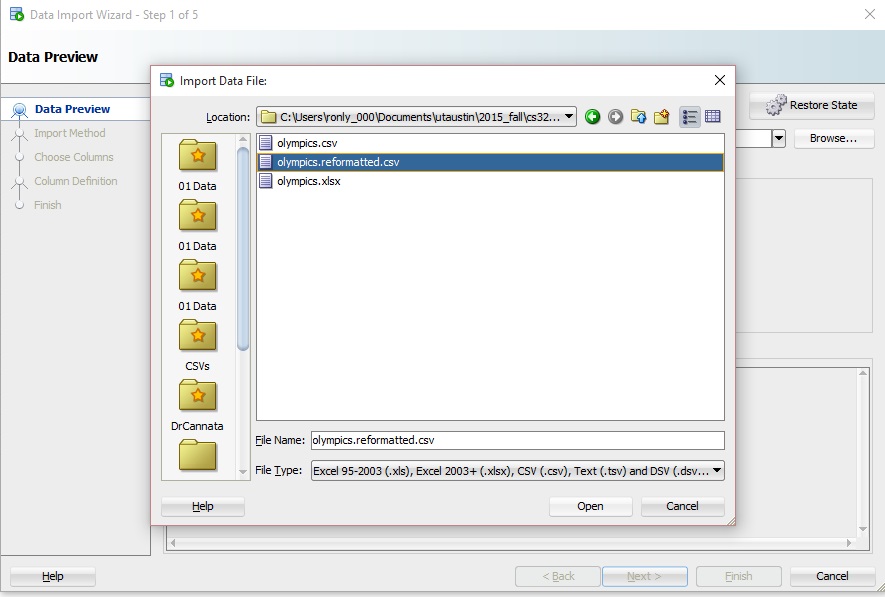 Data Import Wizard - Step 1 of 5
Data Preview
Data Preview
Import Method
Choose Columns
Column Definition
Finish
Restore State
Browse...
Import Data File:
Location: C:\Users\ronly_000\Documents\utaustin\2015_fall\cs32...
01 Data
01 Data
01 Data
CSVs
DrCannata
olympics.csv
olympics.reformatted.csv
olympics.xlsx
File Name: olympics.reformatted.csv
File Type: Excel 95-2003 (.xls), Excel 2003+ (.xlsx), CSV (.csv), Text (.tsv) and DSV (.dsv...
Help Open Cancel
Help < Back Next > Finish Cancel